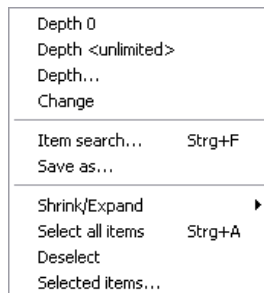 Depth 0
Depth <unlimited>
Depth...
Change
Item search... Strg+F
Save as...
Shrink/Expand
Select all items Strg+A
Deselect
Selected items...